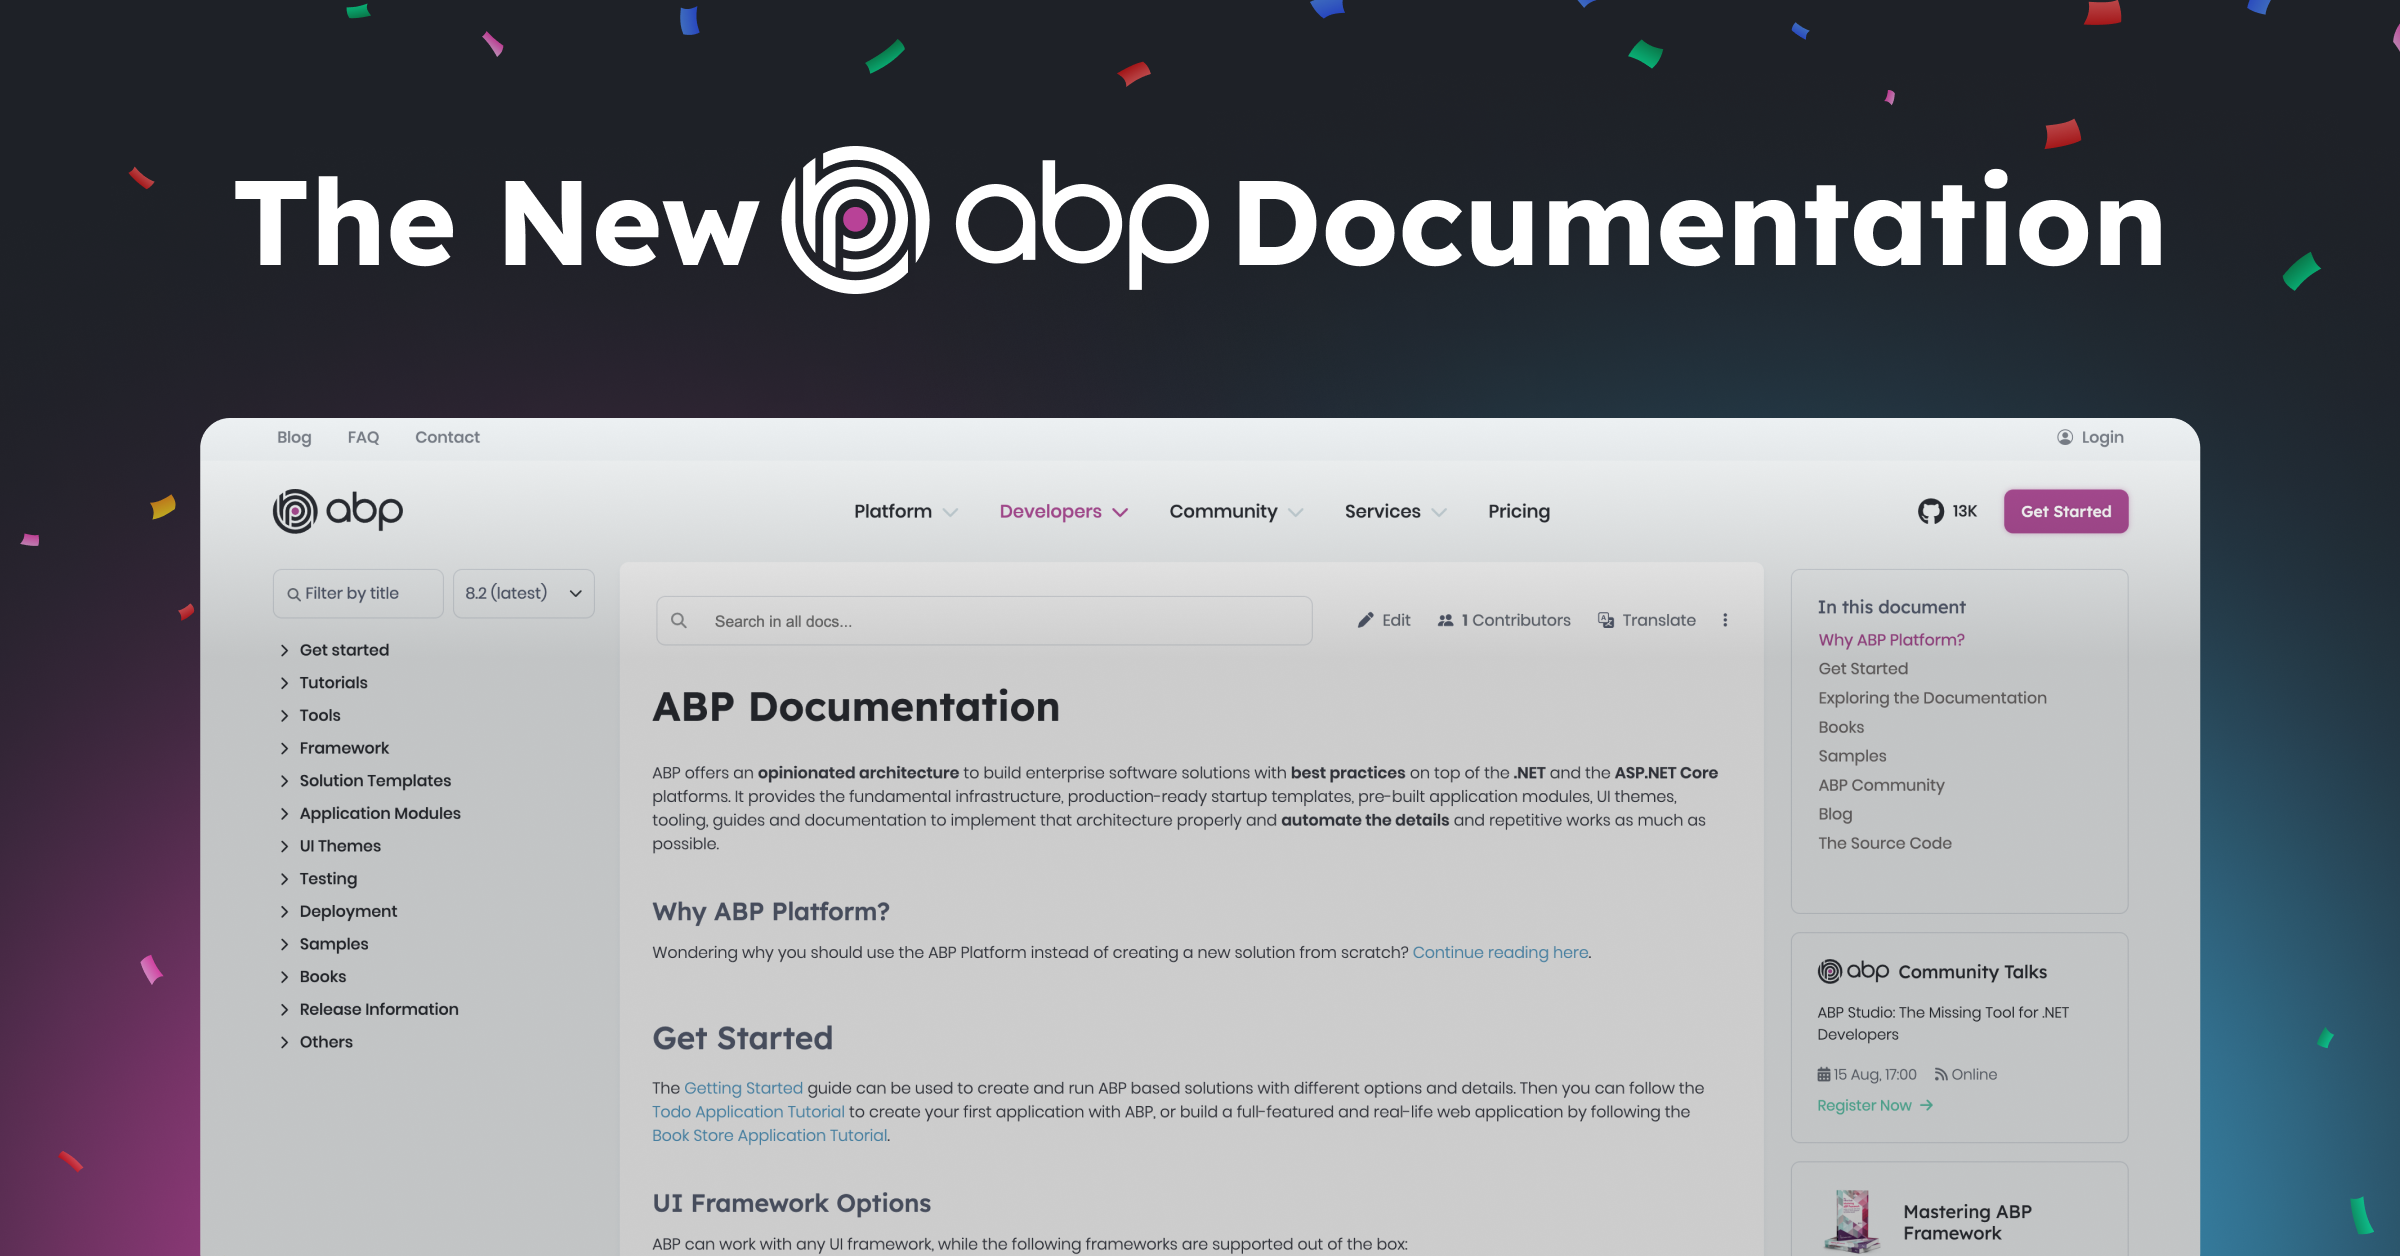 The New abp Documentation
Blog FAQ Contact Login
abp Platform Developers Community Services Pricing 13K Get Started
Filter by title 8.2 (latest)
Get started
Tutorials
Tools
Framework
Solution Templates
Application Modules
UI Themes
Testing
Deployment
Samples
Books
Release Information
Others
Search in all docs... Edit 1 Contributors Translate
ABP Documentation
ABP offers an opinionated architecture to build enterprise software solutions with best practices on top of the .NET and the ASP.NET Core
platforms. It provides the fundamental infrastructure, production-ready startup templates, pre-built application modules, UI themes,
tooling, guides and documentation to implement that architecture properly and automate the details and repetitive works as much as
possible.
Why ABP Platform?
Wondering why you should use the ABP Platform instead of creating a new solution from scratch? Continue reading here.
Get Started
The Getting Started guide can be used to create and run ABP based solutions with different options and details. Then you can follow the
Todo Application Tutorial to create your first application with ABP, or build a full-featured and real-life web application by following the
Book Store Application Tutorial.
UI Framework Options
ABP can work with any UI framework, while the following frameworks are supported out of the box:
In this document
Why ABP Platform?
Get Started
Exploring the Documentation
Books
Samples
ABP Community
Blog
The Source Code
abp Community Talks
ABP Studio: The Missing Tool for .NET
Developers
15 Aug, 17:00 Online
Register Now
Mastering ABP
Framework